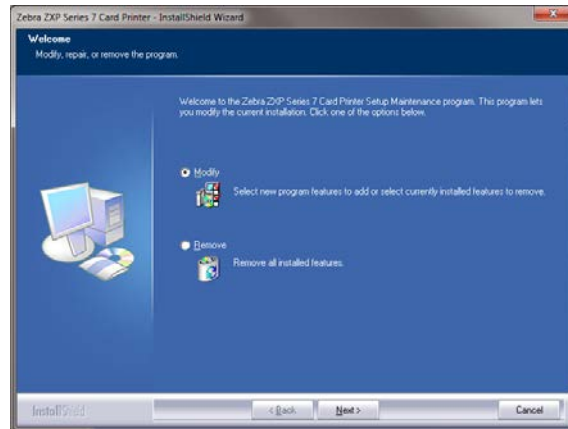 Zebra ZXP Series 7 Card Printer - InstallShield Wizard
Welcome
Modify, repair, or remove the program.
Welcome to the Zebra ZXP Series 7 Card Printer Setup Maintenance program. This program lets
you modify the current installation. Click one of the options below.
Modify
Select new program features to add or select currently installed features to remove.
Remove
Remove all installed features.
InstallShield
< Back
Next >
Cancel